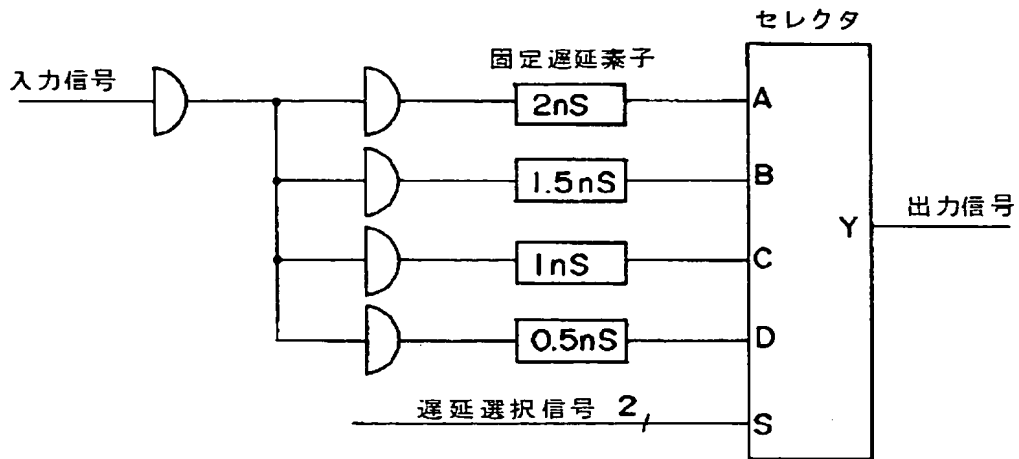 セレクタ
固定遅延素子
入力信号
2nS
A
1.5nS
B
Y
出力信号
1nS
C
0.5nS
D
遅延選択信号 2
S